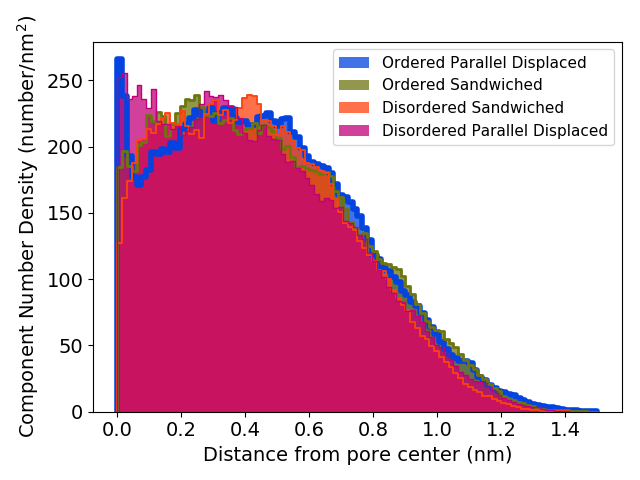 Component Number Density (number/nm²)
250
200
150
100
50
0
Ordered Parallel Displaced
Ordered Sandwiched
Disordered Sandwiched
Disordered Parallel Displaced
0.0 0.2 0.4 0.6 0.8 1.0 1.2 1.4
Distance from pore center (nm)